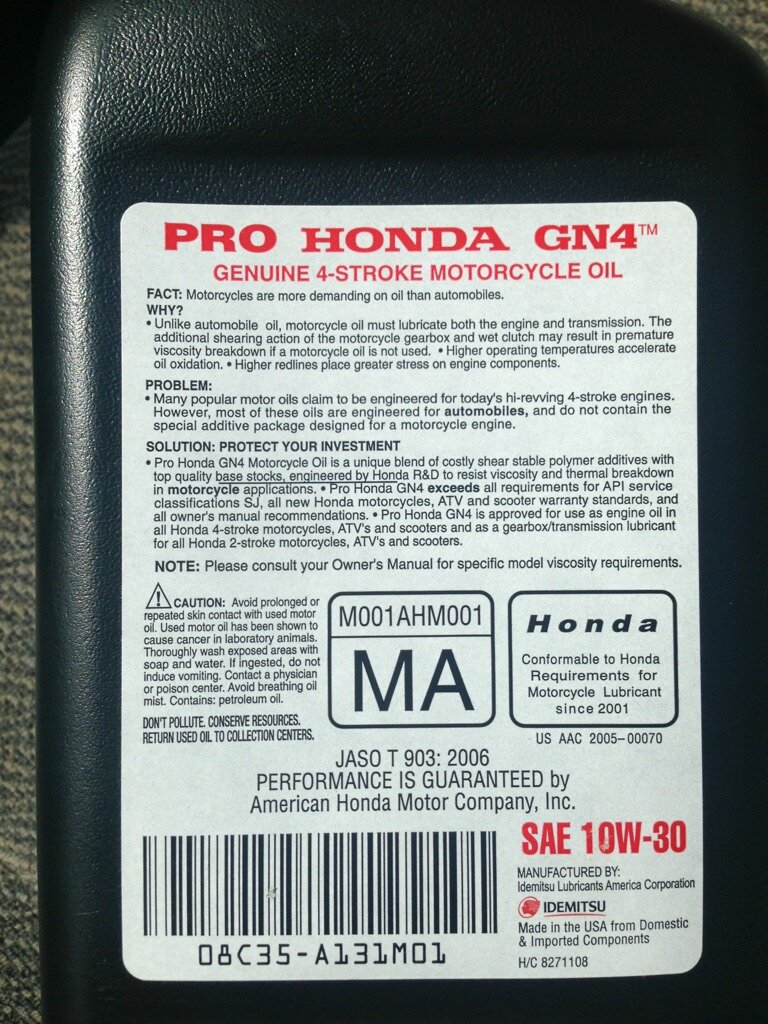 PRO HONDA GN4™
GENUINE 4-STROKE MOTORCYCLE OIL
FACT: Motorcycles are more demanding on oil than automobiles.
WHY?
• Unlike automobile oil, motorcycle oil must lubricate both the engine and transmission. The
additional shearing action of the motorcycle gearbox and wet clutch may result in premature
viscosity breakdown if a motorcycle oil is not used. • Higher operating temperatures accelerate
oil oxidation. • Higher redlines place greater stress on engine components.
PROBLEM:
• Many popular motor oils claim to be engineered for today's hi-revving 4-stroke engines.
However, most of these oils are engineered for automobiles, and do not contain the
special additive package designed for a motorcycle engine.
SOLUTION: PROTECT YOUR INVESTMENT
• Pro Honda GN4 Motorcycle Oil is a unique blend of costly shear stable polymer additives with
top quality base stocks, engineered by Honda R&D to resist viscosity and thermal breakdown
in motorcycle applications. • Pro Honda GN4 exceeds all requirements for API service
classifications SJ, all new Honda motorcycles, ATV and scooter warranty standards, and
all owner's manual recommendations. • Pro Honda GN4 is approved for use as engine oil in
all Honda 4-stroke motorcycles, ATV's and scooters and as a gearbox/transmission lubricant
for all Honda 2-stroke motorcycles, ATV's and scooters.
NOTE: Please consult your Owner's Manual for specific model viscosity requirements.
CAUTION: Avoid prolonged or
repeated skin contact with used motor
oil. Used motor oil has been shown to
cause cancer in laboratory animals.
Thoroughly wash exposed areas with
soap and water. If ingested, do not
induce vomiting. Contact a physician
or poison center. Avoid breathing oil
mist. Contains: petroleum oil.
DON'T POLLUTE. CONSERVE RESOURCES.
RETURN USED OIL TO COLLECTION CENTERS.
M001AHM001
MA
Honda
Conformable to Honda
Requirements for
Motorcycle Lubricant
since 2001
US AAC 2005-00070
JASO T 903: 2006
PERFORMANCE IS GUARANTEED by
American Honda Motor Company, Inc.
08C35-A131M01
SAE 10W-30
MANUFACTURED BY:
Idemitsu Lubricants America Corporation
IDEMITSU
Made in the USA from Domestic
& Imported Components
H/C 8271108